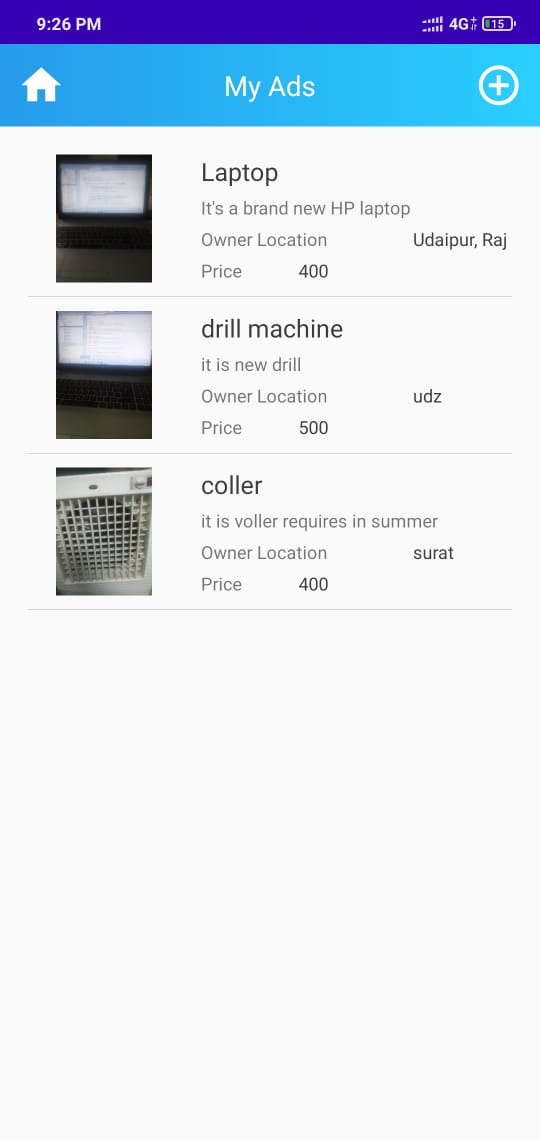 9:26 PM 4G 15
My Ads
Laptop
It's a brand new HP laptop
Owner Location Udaipur, Raj
Price 400
drill machine
it is new drill
Owner Location udz
Price 500
coller
it is voller requires in summer
Owner Location surat
Price 400